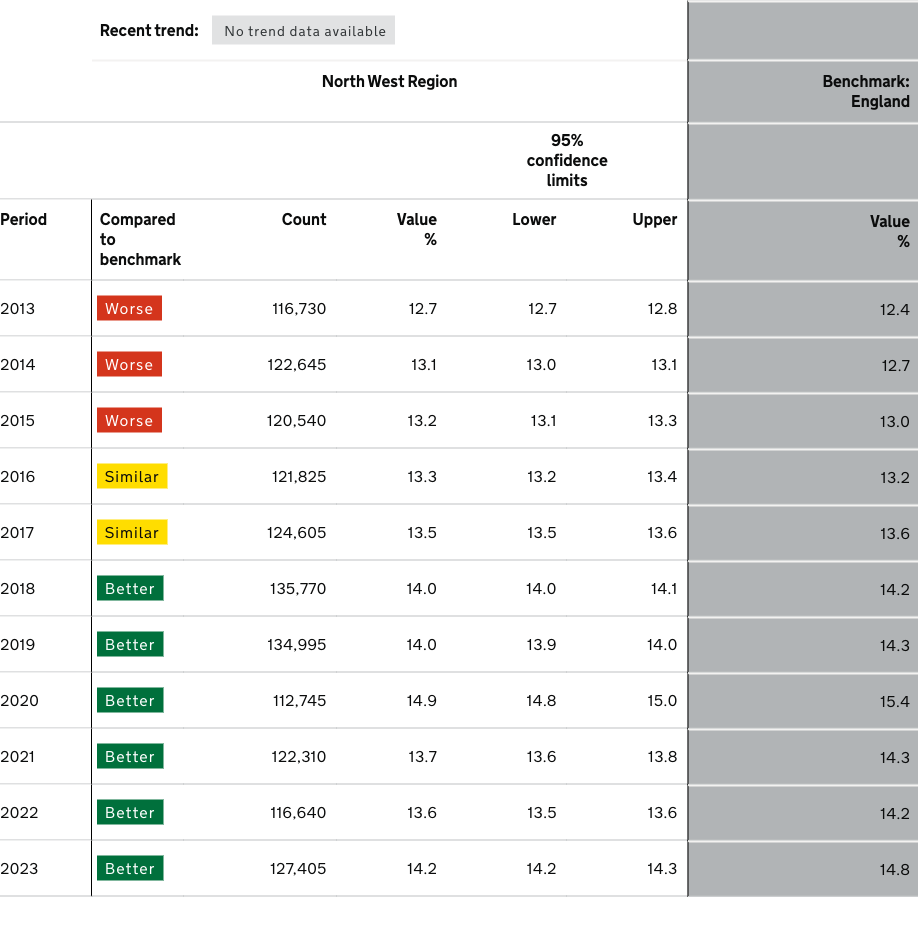 Recent trend: No trend data available
North West Region Benchmark:
England
95%
confidence
limits
Period Compared Count Value Lower Upper Value
to % %
benchmark
2013 Worse 116,730 12.7 12.7 12.8 12.4
2014 Worse 122,645 13.1 13.0 13.1 12.7
2015 Worse 120,540 13.2 13.1 13.3 13.0
2016 Similar 121,825 13.3 13.2 13.4 13.2
2017 Similar 124,605 13.5 13.5 13.6 13.6
2018 Better 135,770 14.0 14.0 14.1 14.2
2019 Better 134,995 14.0 13.9 14.0 14.3
2020 Better 112,745 14.9 14.8 15.0 15.4
2021 Better 122,310 13.7 13.6 13.8 14.3
2022 Better 116,640 13.6 13.5 13.6 14.2
2023 Better 127,405 14.2 14.2 14.3 14.8